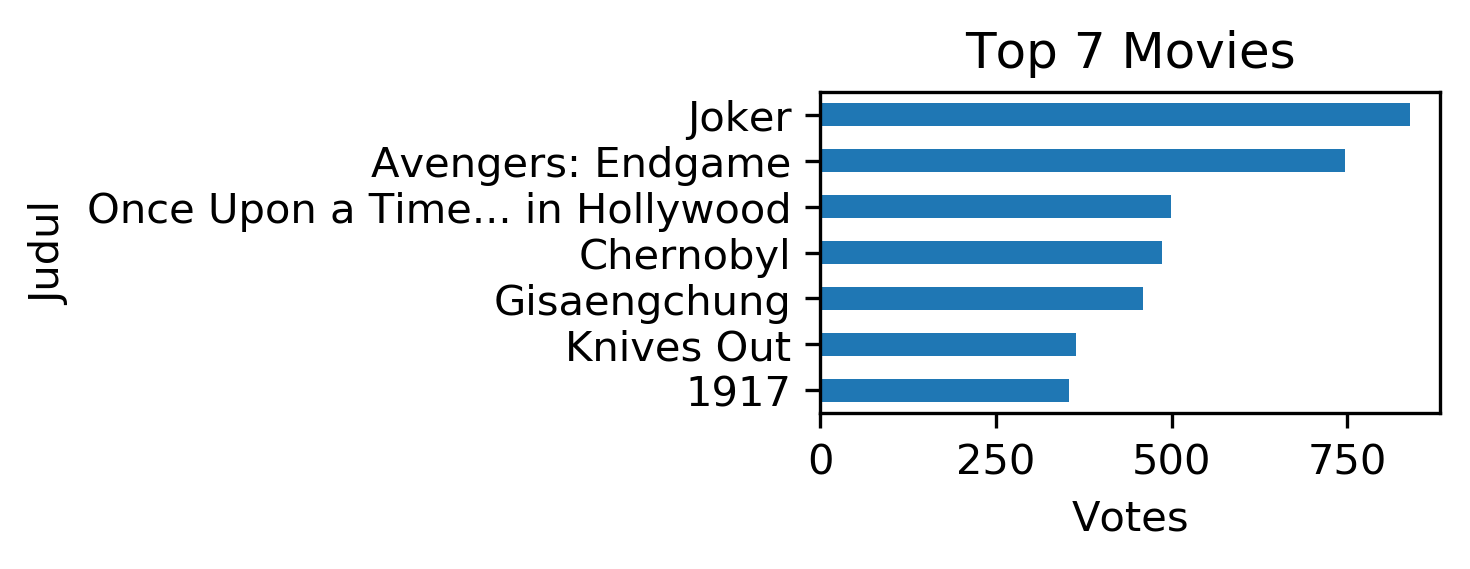 Top 7 Movies
Judul
Joker
Avengers: Endgame
Once Upon a Time... in Hollywood
Chernobyl
Gisaengchung
Knives Out
1917
0 250 500 750
Votes